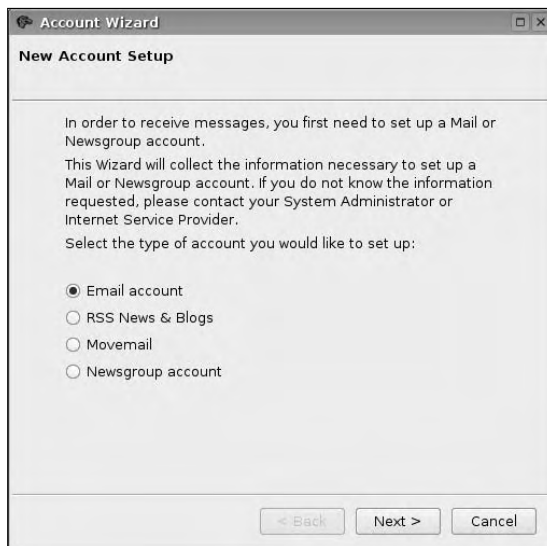 Account Wizard
New Account Setup
In order to receive messages, you first need to set up a Mail or
Newsgroup account.
This Wizard will collect the information necessary to set up a
Mail or Newsgroup account. If you do not know the information
requested, please contact your System Administrator or
Internet Service Provider.
Select the type of account you would like to set up:
Email account
RSS News & Blogs
Movemail
Newsgroup account
< Back
Next >
Cancel